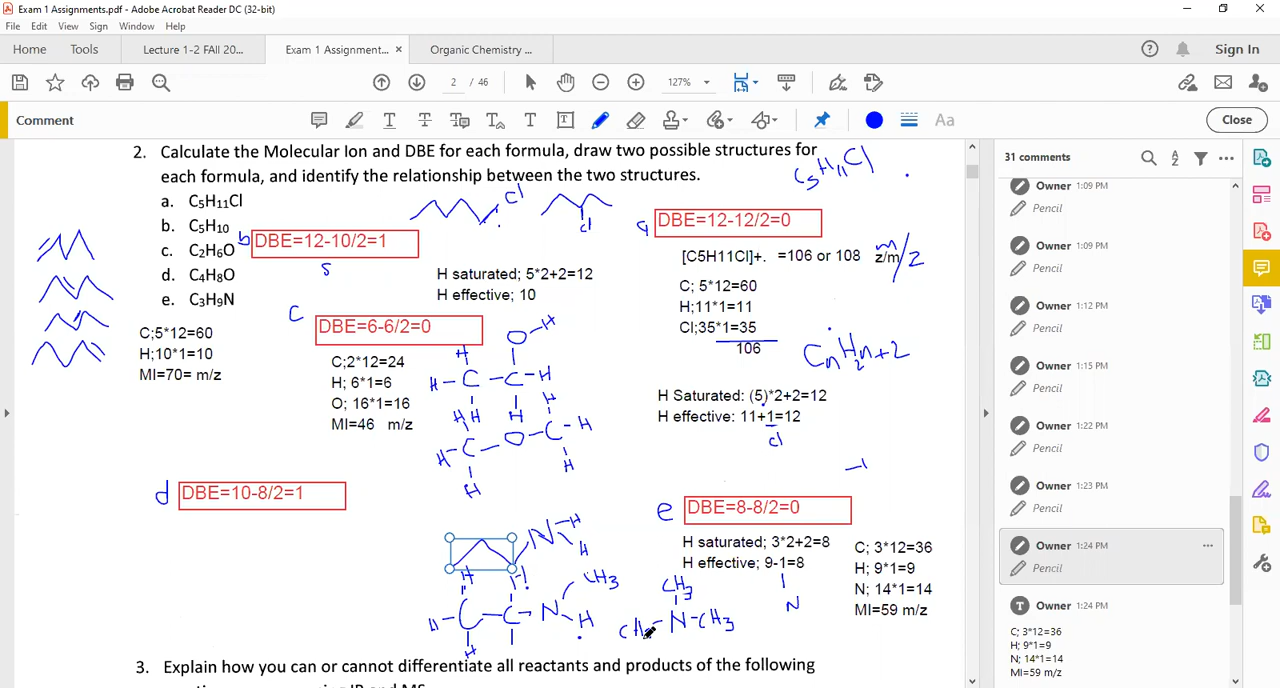 Exam 1 Assignments.pdf - Adobe Acrobat Reader DC (32-bit)
File Edit View Sign Window Help
Home Tools Lecture 1-2 FAll 20... Exam 1 Assignment... × Organic Chemistry ... Sign In
2 / 46 127%
Comment Aa Close
2. Calculate the Molecular Ion and DBE for each formula, draw two possible structures for
each formula, and identify the relationship between the two structures.
C5H11Cl
a. C5H11Cl
b. C5H10
c. C2H6O
d. C4H8O
e. C3H9N
Cl
Cl
b DBE=12-10/2=1
5
H saturated; 5*2+2=12
H effective; 10
C;5*12=60
H;10*1=10
MI=70= m/z
a DBE=12-12/2=0
[C5H11Cl]+. =106 or 108 z/m m/z
C; 5*12=60
H;11*1=11
Cl;35*1=35
106
CnH2n+2
H Saturated: (5)*2+2=12
H effective: 11+1=12
Cl
c DBE=6-6/2=0
C;2*12=24
H; 6*1=6
O; 16*1=16
MI=46 m/z
O-H
H
H-C-C-H
H H H H
H-C-O-C-H
H H
d DBE=10-8/2=1
N-H
H
H H
H-C-C-N CH3
H
H
-1
e DBE=8-8/2=0
H saturated; 3*2+2=8
H effective; 9-1=8
N
C; 3*12=36
H; 9*1=9
N; 14*1=14
MI=59 m/z
CH3
CH3-N-CH3
3. Explain how you can or cannot differentiate all reactants and products of the following
31 comments
Owner 1:09 PM
Pencil
Owner 1:09 PM
Pencil
Owner 1:12 PM
Pencil
Owner 1:15 PM
Pencil
Owner 1:22 PM
Pencil
Owner 1:23 PM
Pencil
Owner 1:24 PM
Pencil
Owner 1:24 PM
C; 3*12=36
H; 9*1=9
N; 14*1=14
MI=59 m/z